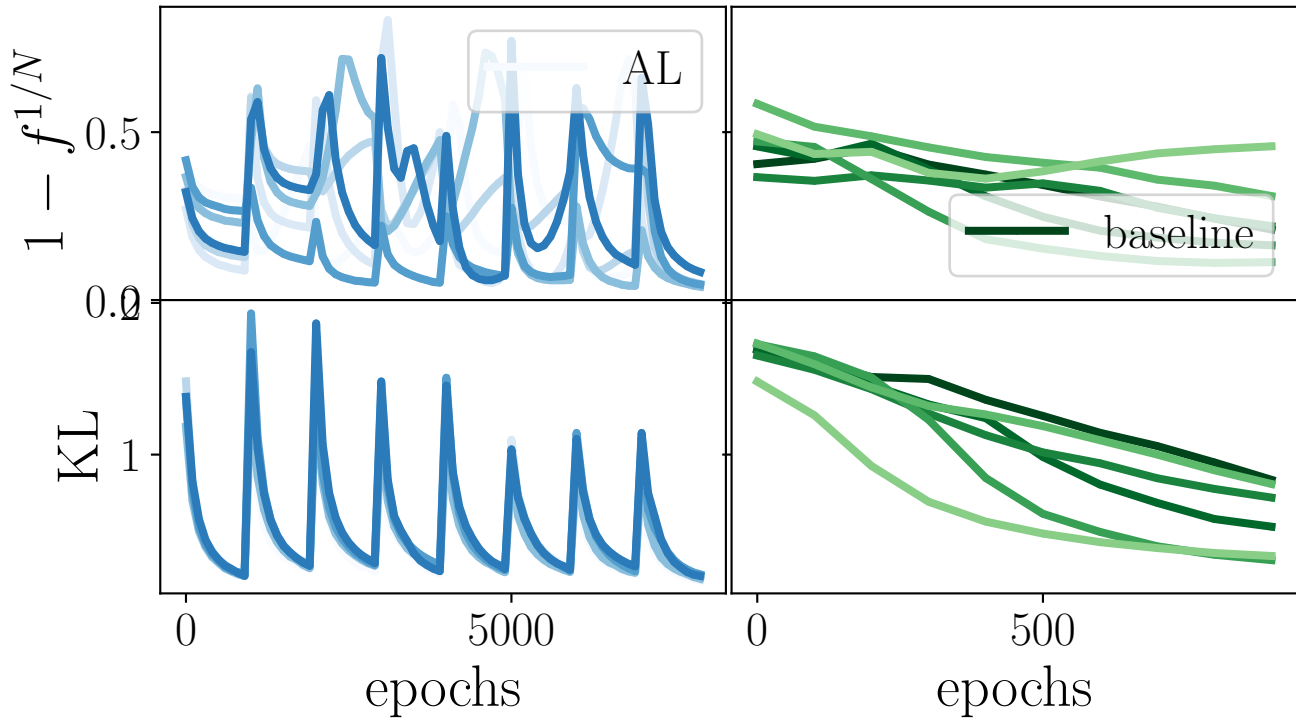 1 − f^{1/N}
0.5
0.0
AL
baseline
KL
2
1
0
5000
0
500
epochs
epochs